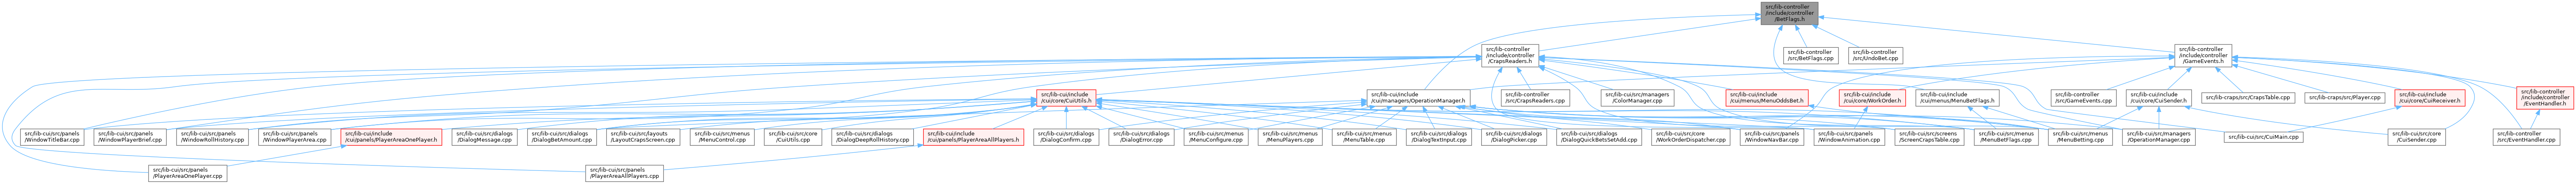 src/lib-controller
/include/controller
/BetFlags.h
src/lib-controller
/include/controller
/CrapsReaders.h
src/lib-controller
/src/BetFlags.cpp
src/lib-controller
/src/UndoBet.cpp
src/lib-controller
/include/controller
/GameEvents.h
src/lib-cui/include
/cui/core/CuiUtils.h
src/lib-cui/include
/cui/managers/OperationManager.h
src/lib-controller
/src/CrapsReaders.cpp
src/lib-cui/src/managers
/ColorManager.cpp
src/lib-cui/include
/cui/menus/MenuOddsBet.h
src/lib-cui/include
/cui/core/WorkOrder.h
src/lib-cui/include
/cui/menus/MenuBetFlags.h
src/lib-controller
/src/GameEvents.cpp
src/lib-cui/include
/cui/core/CuiSender.h
src/lib-craps/src/CrapsTable.cpp
src/lib-craps/src/Player.cpp
src/lib-cui/include
/cui/core/CuiReceiver.h
src/lib-controller
/include/controller
/EventHandler.h
src/lib-cui/src/panels
/WindowTitleBar.cpp
src/lib-cui/src/panels
/WindowPlayerBrief.cpp
src/lib-cui/src/panels
/WindowRollHistory.cpp
src/lib-cui/src/panels
/WindowPlayerArea.cpp
src/lib-cui/include
/cui/panels/PlayerAreaOnePlayer.h
src/lib-cui/src/dialogs
/DialogMessage.cpp
src/lib-cui/src/dialogs
/DialogBetAmount.cpp
src/lib-cui/src/layouts
/LayoutCrapsScreen.cpp
src/lib-cui/src/menus
/MenuControl.cpp
src/lib-cui/src/core
/CuiUtils.cpp
src/lib-cui/src/dialogs
/DialogDeepRollHistory.cpp
src/lib-cui/include
/cui/panels/PlayerAreaAllPlayers.h
src/lib-cui/src/dialogs
/DialogConfirm.cpp
src/lib-cui/src/dialogs
/DialogError.cpp
src/lib-cui/src/menus
/MenuConfigure.cpp
src/lib-cui/src/menus
/MenuPlayers.cpp
src/lib-cui/src/menus
/MenuTable.cpp
src/lib-cui/src/dialogs
/DialogTextInput.cpp
src/lib-cui/src/dialogs
/DialogPicker.cpp
src/lib-cui/src/dialogs
/DialogQuickBetsSetAdd.cpp
src/lib-cui/src/core
/WorkOrderDispatcher.cpp
src/lib-cui/src/panels
/WindowNavBar.cpp
src/lib-cui/src/panels
/WindowAnimation.cpp
src/lib-cui/src/screens
/ScreenCrapsTable.cpp
src/lib-cui/src/menus
/MenuBetFlags.cpp
src/lib-cui/src/menus
/MenuBetting.cpp
src/lib-cui/src/managers
/OperationManager.cpp
src/lib-cui/src/CuiMain.cpp
src/lib-cui/src/core
/CuiSender.cpp
src/lib-controller
/src/EventHandler.cpp
src/lib-cui/src/panels
/PlayerAreaOnePlayer.cpp
src/lib-cui/src/panels
/PlayerAreaAllPlayers.cpp